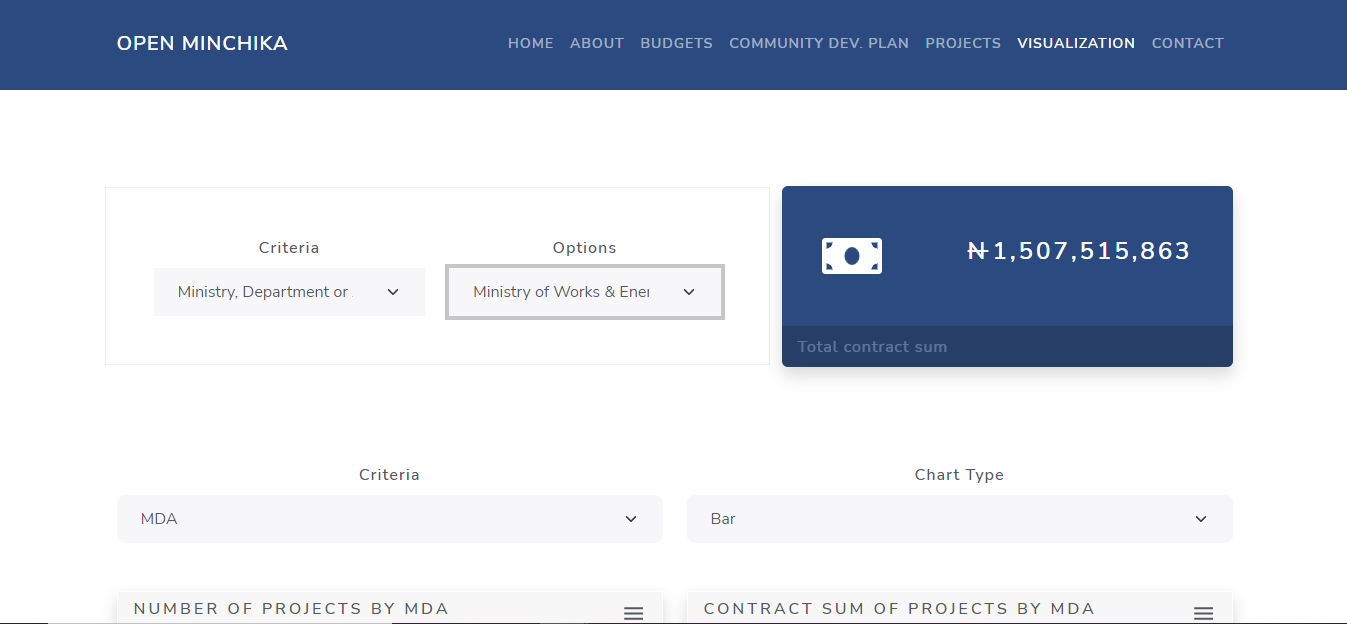 OPEN MINCHIKA
HOME ABOUT BUDGETS COMMUNITY DEV. PLAN PROJECTS VISUALIZATION CONTACT
Criteria
Options
Ministry, Department or
Ministry of Works & Ener
₦1,507,515,863
Total contract sum
Criteria
Chart Type
MDA
Bar
NUMBER OF PROJECTS BY MDA
CONTRACT SUM OF PROJECTS BY MDA